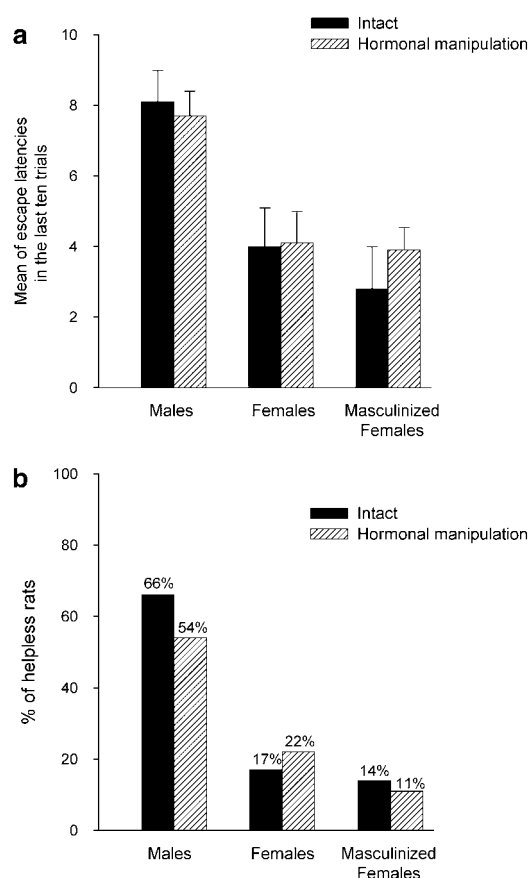 a
Intact
Hormonal manipulation
Mean of escape latencies
in the last ten trials
10
8
6
4
2
0
Males
Females
Masculinized
Females
b
Intact
Hormonal manipulation
% of helpless rats
100
80
60
40
20
0
66%
54%
17%
22%
14%
11%
Males
Females
Masculinized
Females